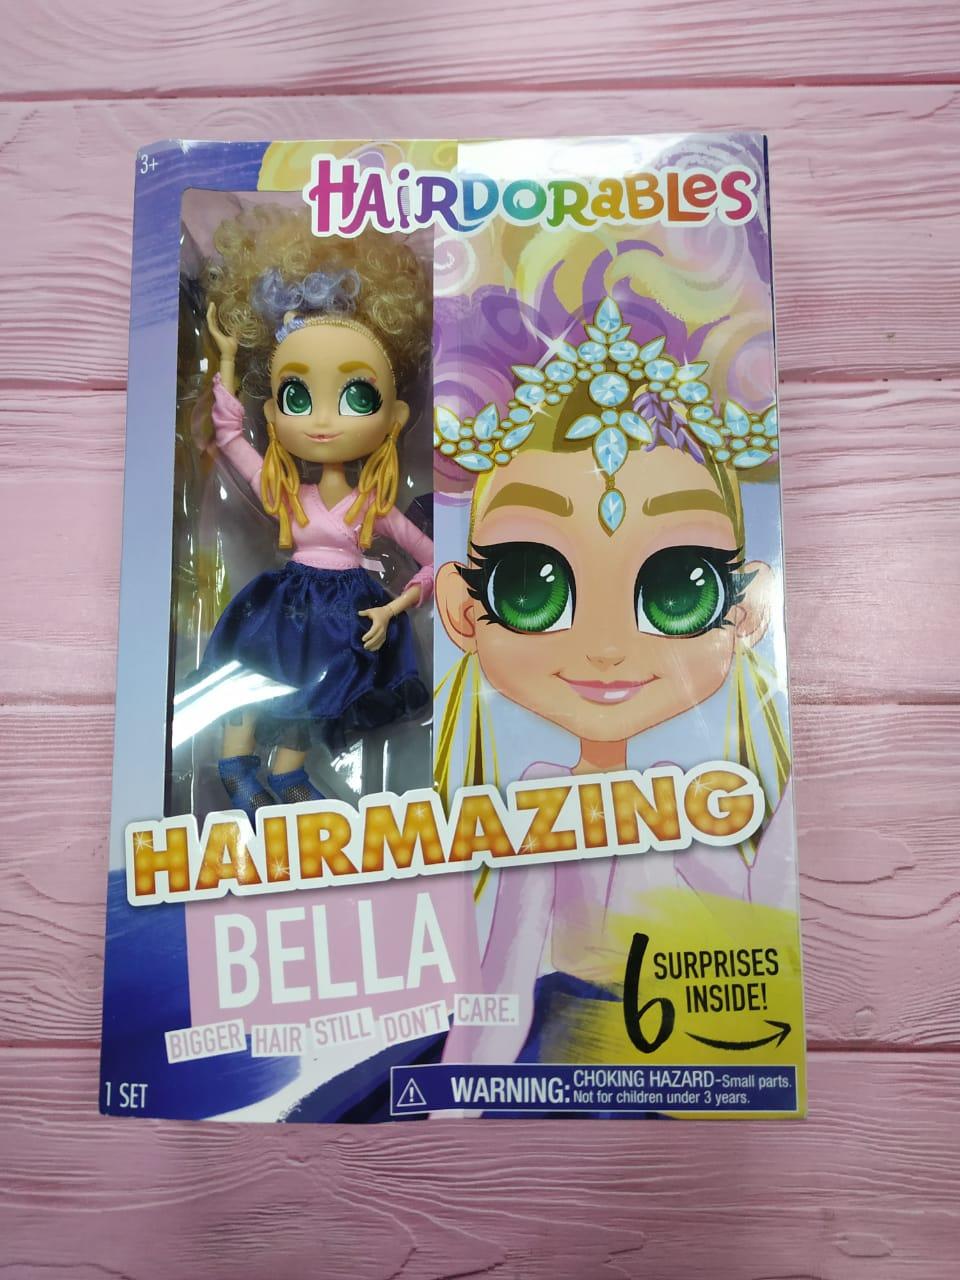 3+
HAiRDORaBLeS
HAIRMAZING
BELLA
BIGGER HAIR STILL DON'T CARE.
6 SURPRISES
INSIDE!
1 SET
WARNING: CHOKING HAZARD-Small parts.
Not for children under 3 years.